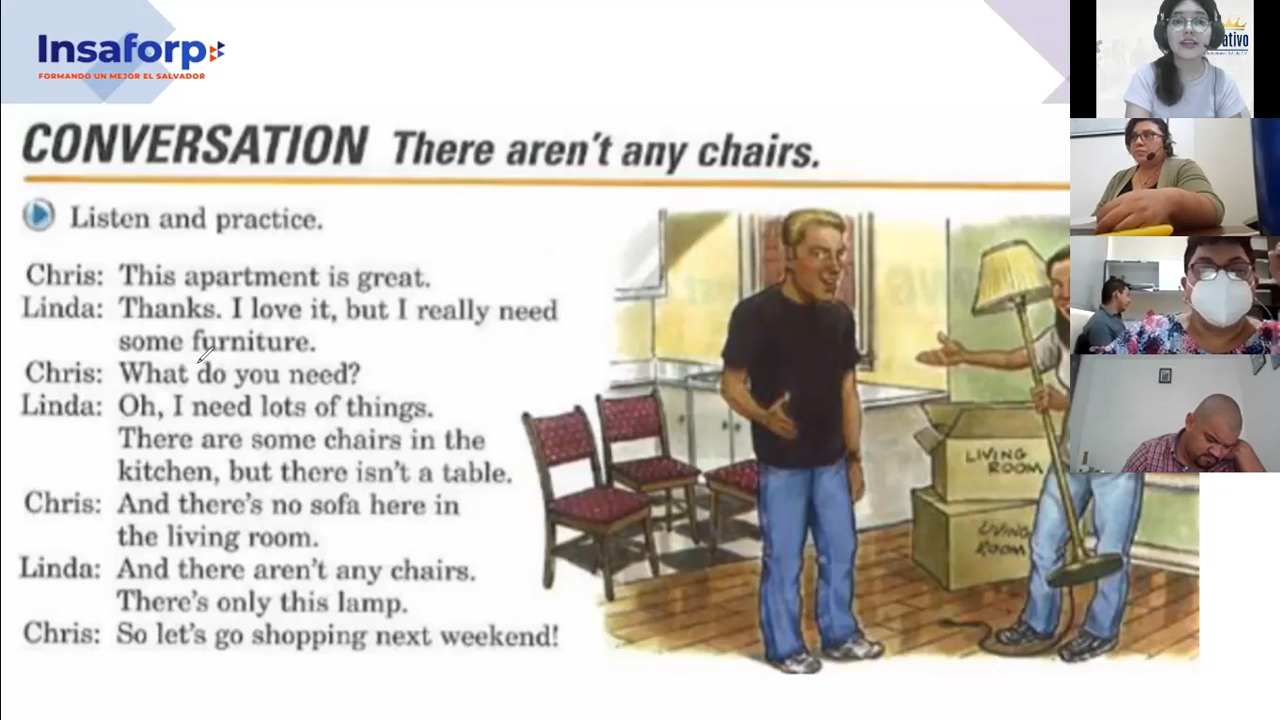 Insaforp
FORMANDO UN MEJOR EL SALVADOR
CONVERSATION There aren't any chairs.
Listen and practice.
Chris: This apartment is great.
Linda: Thanks. I love it, but I really need
some furniture.
Chris: What do you need?
Linda: Oh, I need lots of things.
There are some chairs in the
kitchen, but there isn't a table.
Chris: And there's no sofa here in
the living room.
Linda: And there aren't any chairs.
There's only this lamp.
Chris: So let's go shopping next weekend!
LIVING
ROOM
LIVING
ROOM